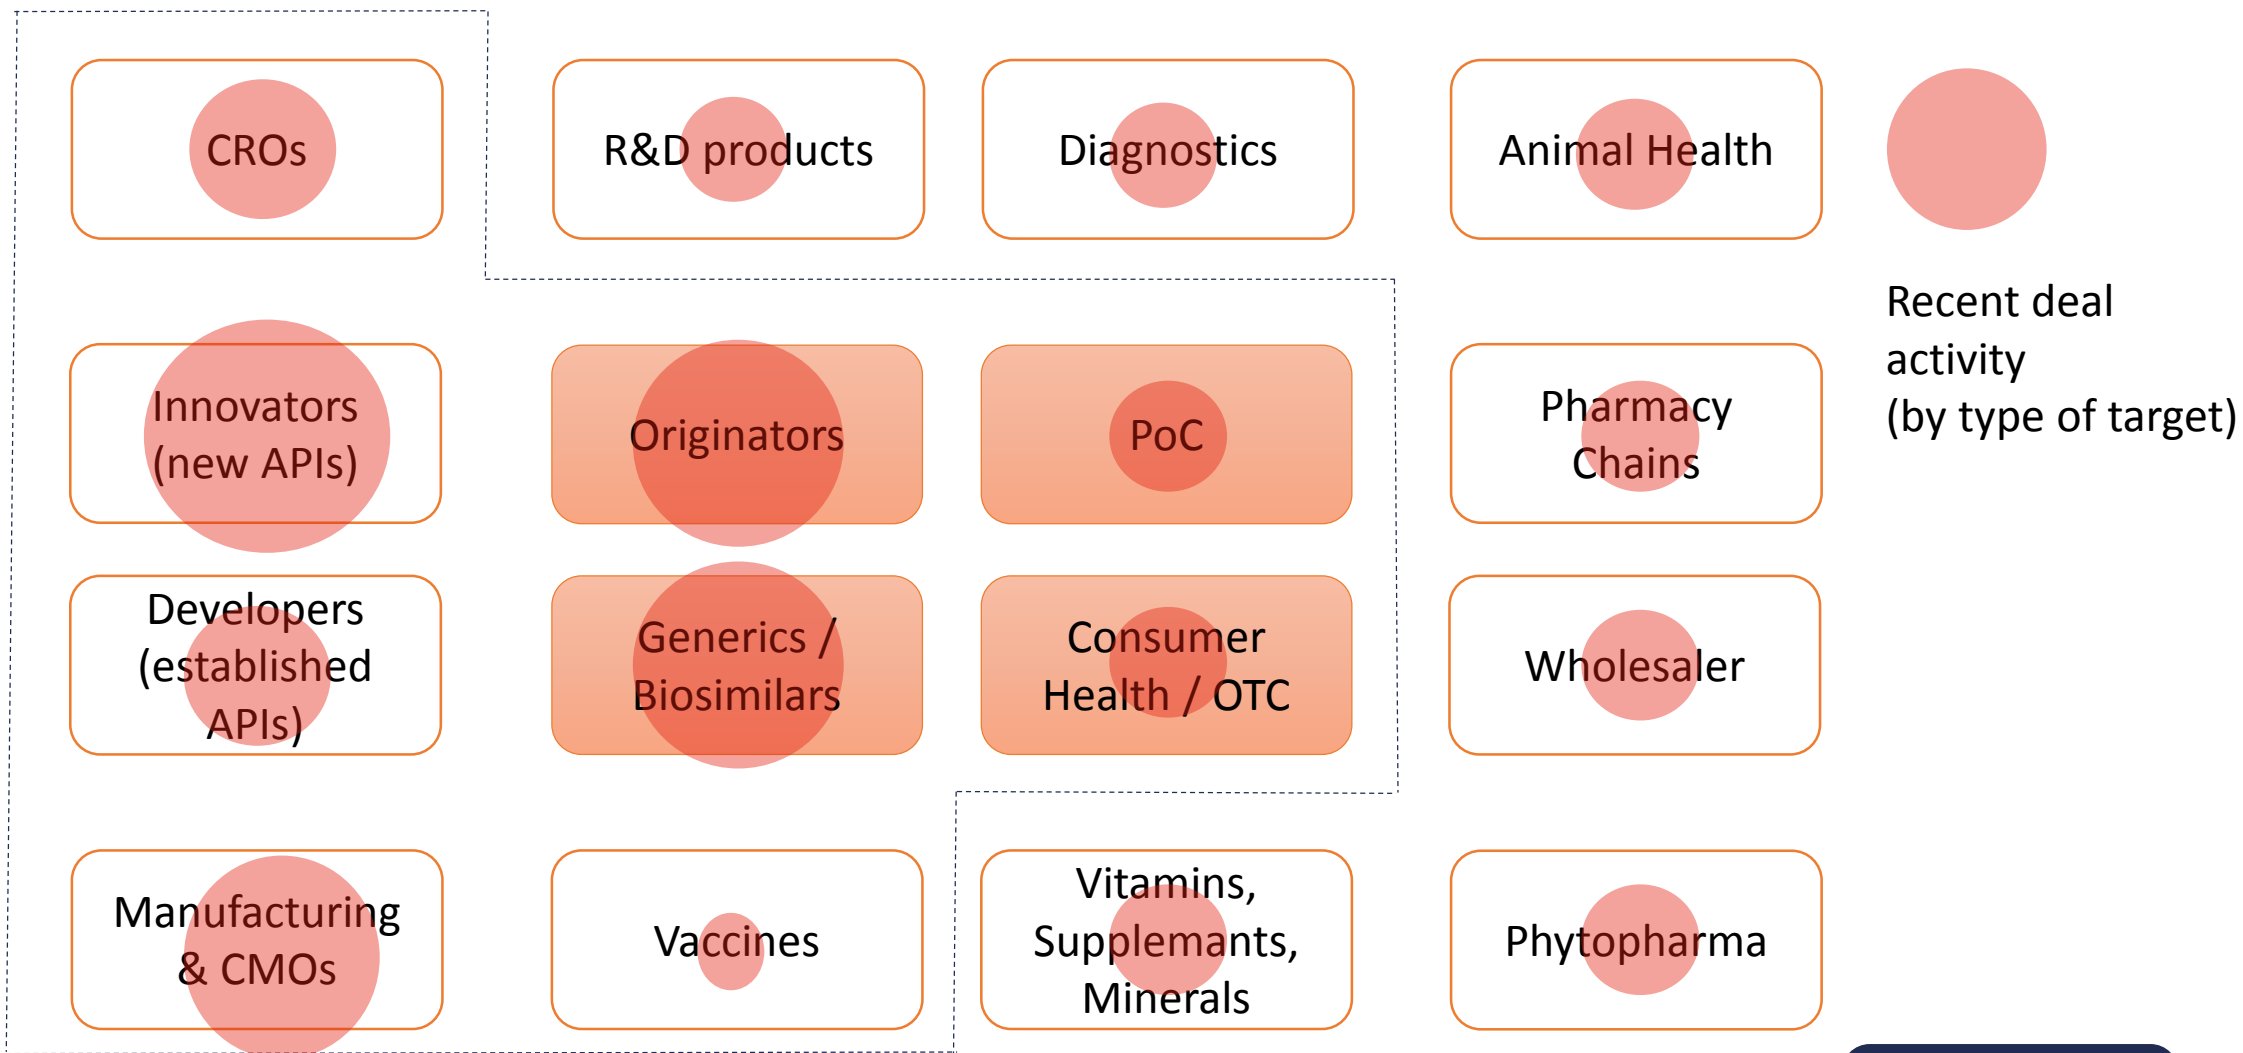 CROs
R&D products
Diagnostics
Animal Health
Recent deal
activity
(by type of target)
Innovators
(new APIs)
Originators
PoC
Pharmacy
Chains
Developers
(established
APIs)
Generics /
Biosimilars
Consumer
Health / OTC
Wholesaler
Manufacturing
& CMOs
Vaccines
Vitamins,
Supplemants,
Minerals
Phytopharma